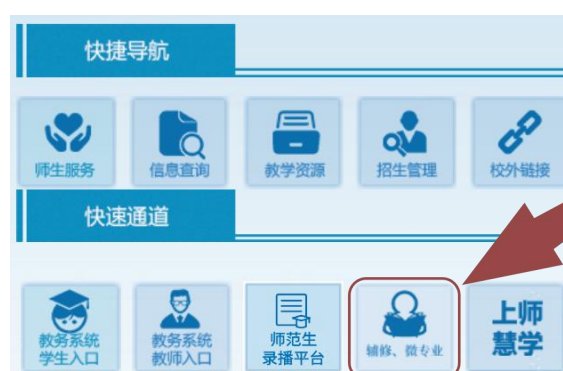 快捷导航
师生服务
信息查询
教学资源
招生管理
校外链接
快速通道
教务系统
学生入口
教务系统
教师入口
师范生
录播平台
辅修、微专业
上师
慧学